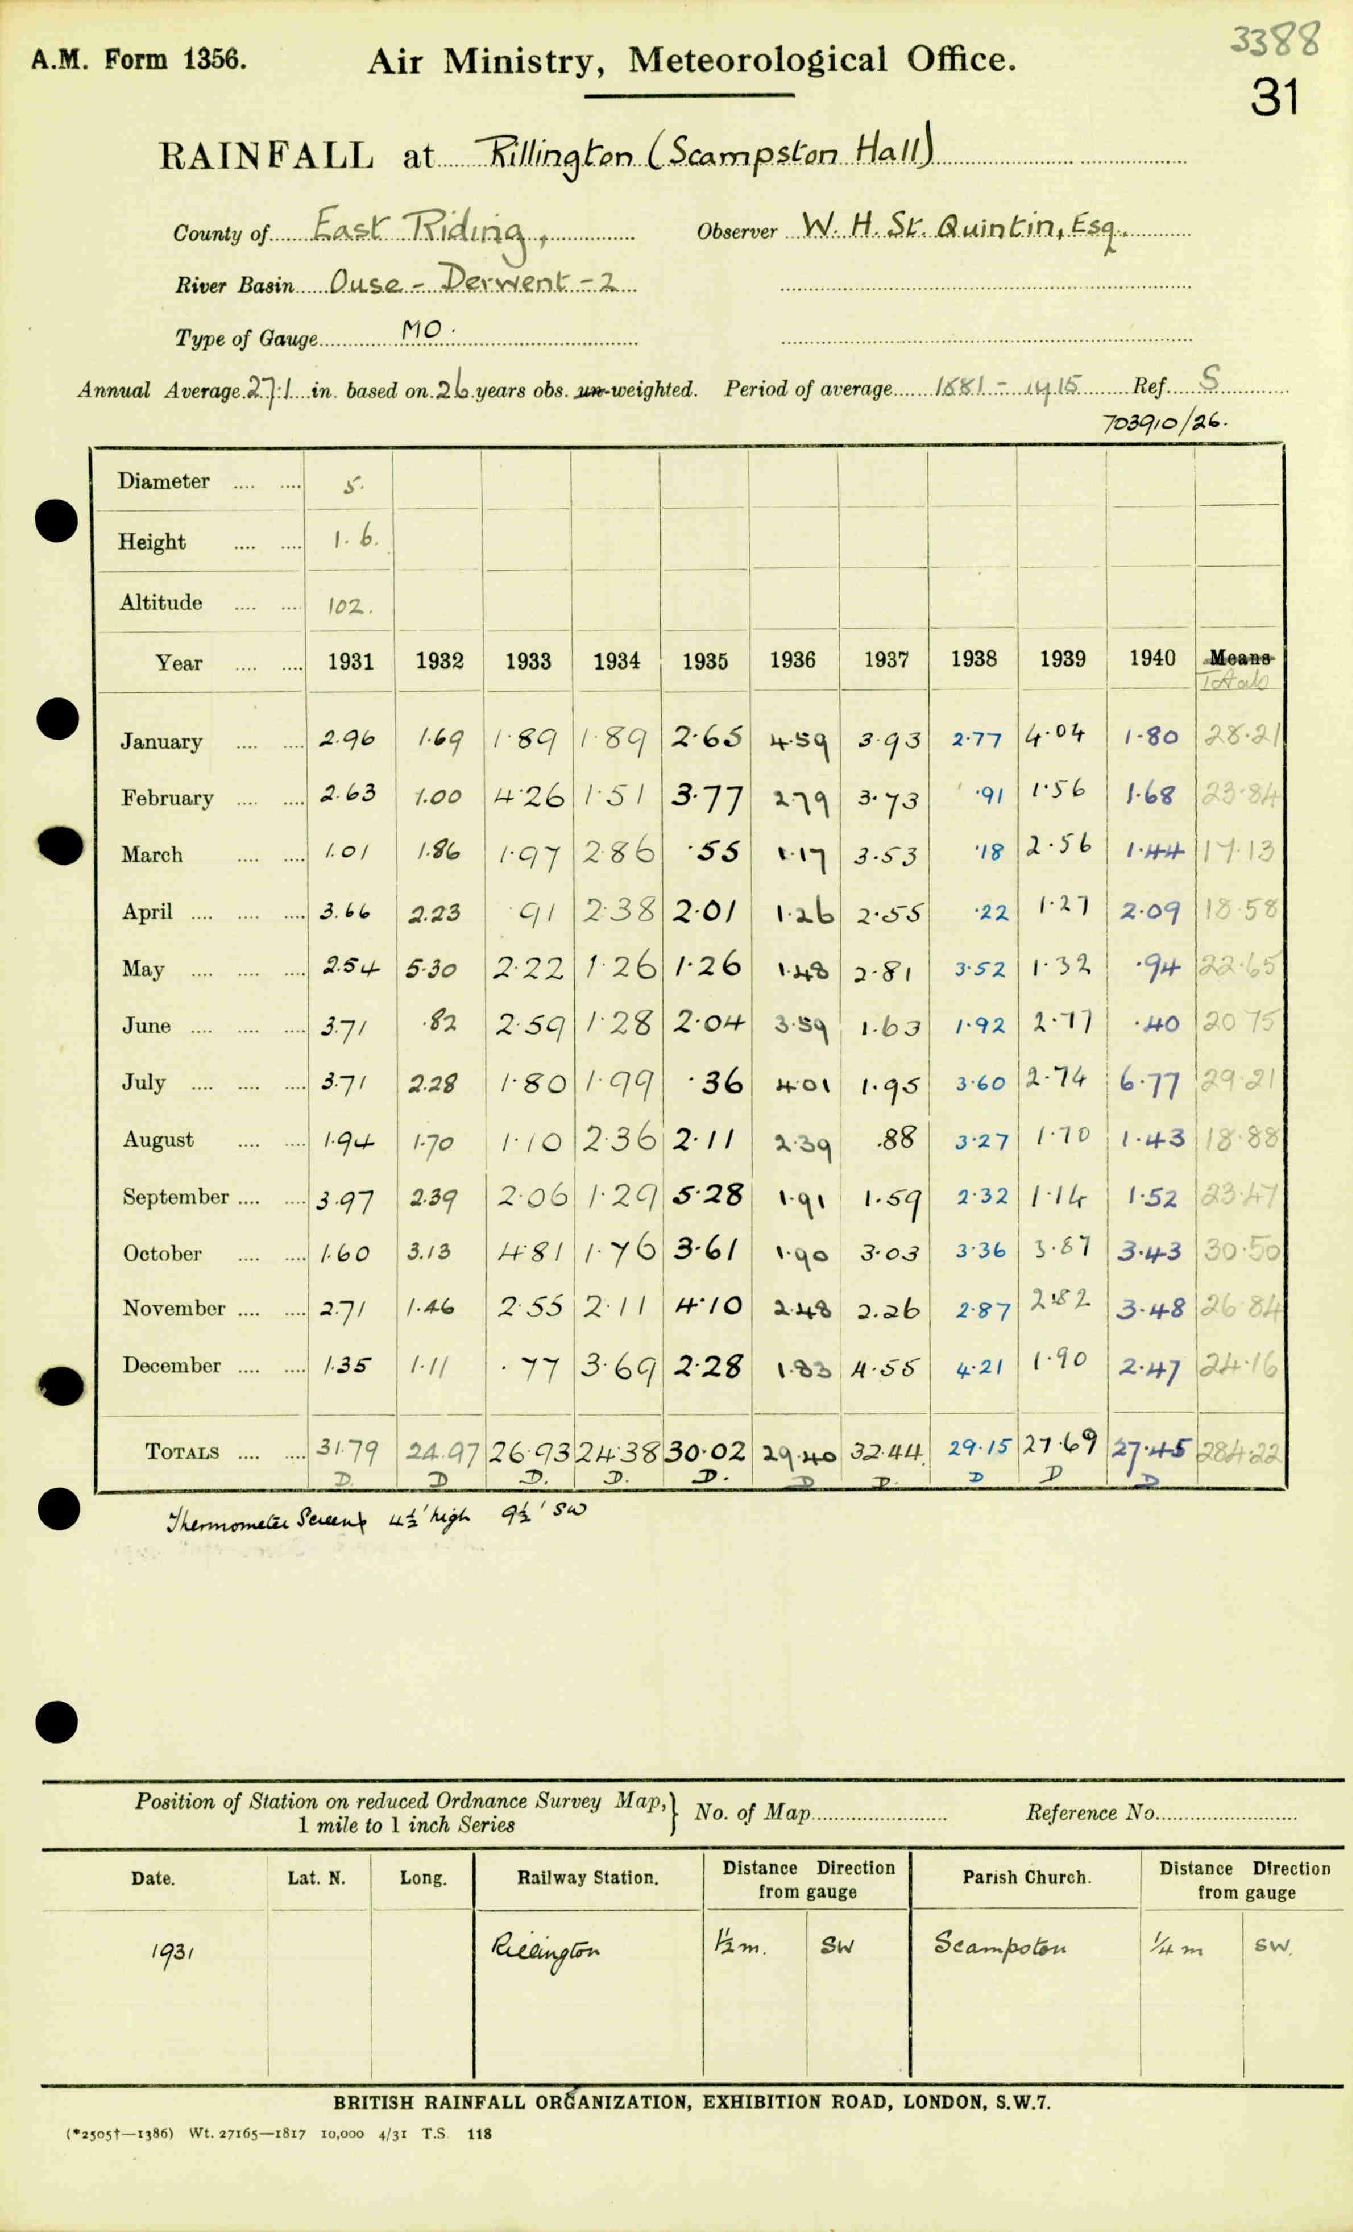 3388
A.M. Form 1356. Air Ministry, Meteorological Office.
31
RAINFALL at Rillington (Scampston Hall)
County of East Riding, Observer W. H. St. Quintin, Esq.
River Basin Ouse - Derwent - 2
Type of Gauge MO.
Annual Average 27.1 in. based on 26 years obs. un-weighted. Period of average 1881 - 1915 Ref. S
703910/26.
Diameter .... .... 5.
Height .... .... 1. 6.
Altitude .... .... 102.
Year .... .... 1931 1932 1933 1934 1935 1936 1937 1938 1939 1940 Means
Totals
January .... .... 2.96 1.69 1.89 1.89 2.65 4.59 3.93 2.77 4.04 1.80 28.21
February .... .... 2.63 1.00 4.26 1.51 3.77 2.79 3.73 .91 1.56 1.68 23.84
March .... .... 1.01 1.86 1.97 2.86 .55 1.17 3.53 .18 2.56 1.44 17.13
April .... .... .... 3.66 2.23 .91 2.38 2.01 1.26 2.55 .22 1.27 2.09 18.58
May .... .... .... 2.54 5.30 2.22 1.26 1.26 1.48 2.81 3.52 1.32 .94 22.65
June .... .... .... 3.71 .82 2.59 1.28 2.04 3.59 1.63 1.92 2.77 .40 20.75
July .... .... .... 3.71 2.28 1.80 1.99 .36 4.01 1.95 3.60 2.74 6.77 29.21
August .... .... 1.94 1.70 1.10 2.36 2.11 2.39 .88 3.27 1.70 1.43 18.88
September .... .... 3.97 2.39 2.06 1.29 5.28 1.91 1.59 2.32 1.14 1.52 23.47
October .... .... 1.60 3.13 4.81 1.76 3.61 1.90 3.03 3.36 3.87 3.43 30.50
November .... .... 2.71 1.46 2.55 2.11 4.10 2.48 2.26 2.87 2.82 3.48 26.84
December .... .... 1.35 1.11 .77 3.69 2.28 1.83 4.55 4.21 1.90 2.47 24.16
TOTALS .... .... 31.79 24.97 26.93 24.38 30.02 29.40 32.44 29.15 27.69 27.45 284.22
D. D D. D. D. D D. D D D
Thermometer Screen 4½' high 9½' SW
Position of Station on reduced Ordnance Survey Map, } No. of Map Reference No.
1 mile to 1 inch Series
Date. Lat. N. Long. Railway Station. Distance Direction from gauge Parish Church. Distance Direction from gauge
1931 Rillington 1½ m. SW Scampston ¼ m SW.
BRITISH RAINFALL ORGANIZATION, EXHIBITION ROAD, LONDON, S.W.7.
(*2505†—1386) Wt. 27165—1817 10,000 4/31 T.S. 118